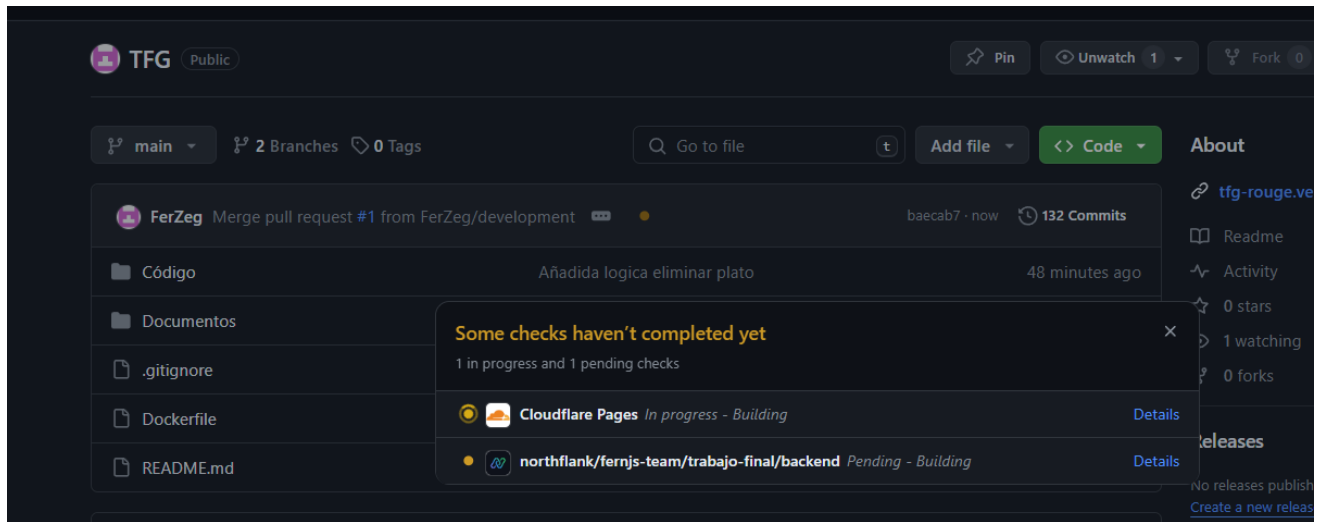 TFG Public
Pin
Unwatch 1
Fork 0
main
2 Branches
0 Tags
Go to file
t
Add file
<> Code
About
FerZeg Merge pull request #1 from FerZeg/development
baecab7 · now
132 Commits
tfg-rouge.ve
Readme
Código
Añadida logica eliminar plato
48 minutes ago
Activity
0 stars
Documentos
1 watching
.gitignore
0 forks
Dockerfile
README.md
Some checks haven't completed yet
1 in progress and 1 pending checks
Cloudflare Pages In progress - Building
Details
northflank/fernjs-team/trabajo-final/backend Pending - Building
Details
Releases
No releases publish
Create a new releas